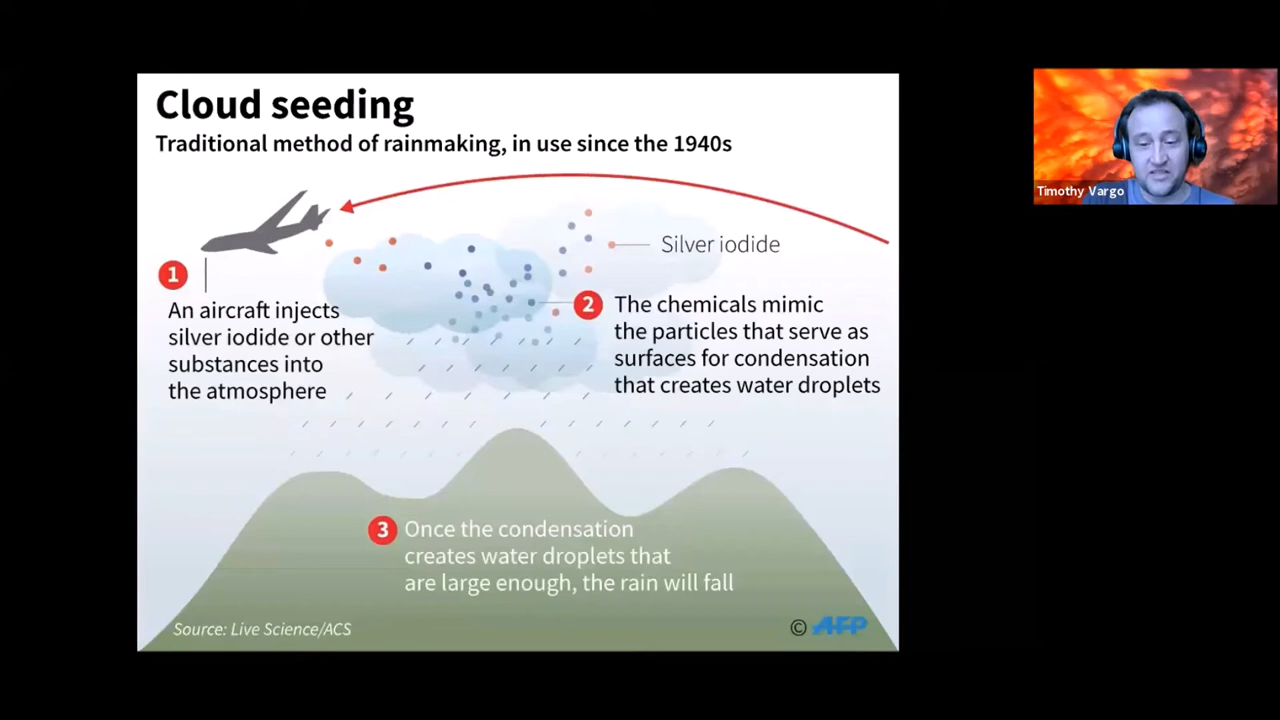 Cloud seeding
Traditional method of rainmaking, in use since the 1940s
Silver iodide
1
An aircraft injects
silver iodide or other
substances into
the atmosphere
2
The chemicals mimic
the particles that serve as
surfaces for condensation
that creates water droplets
3
Once the condensation
creates water droplets that
are large enough, the rain will fall
Source: Live Science/ACS
© AFP
Timothy Vargo